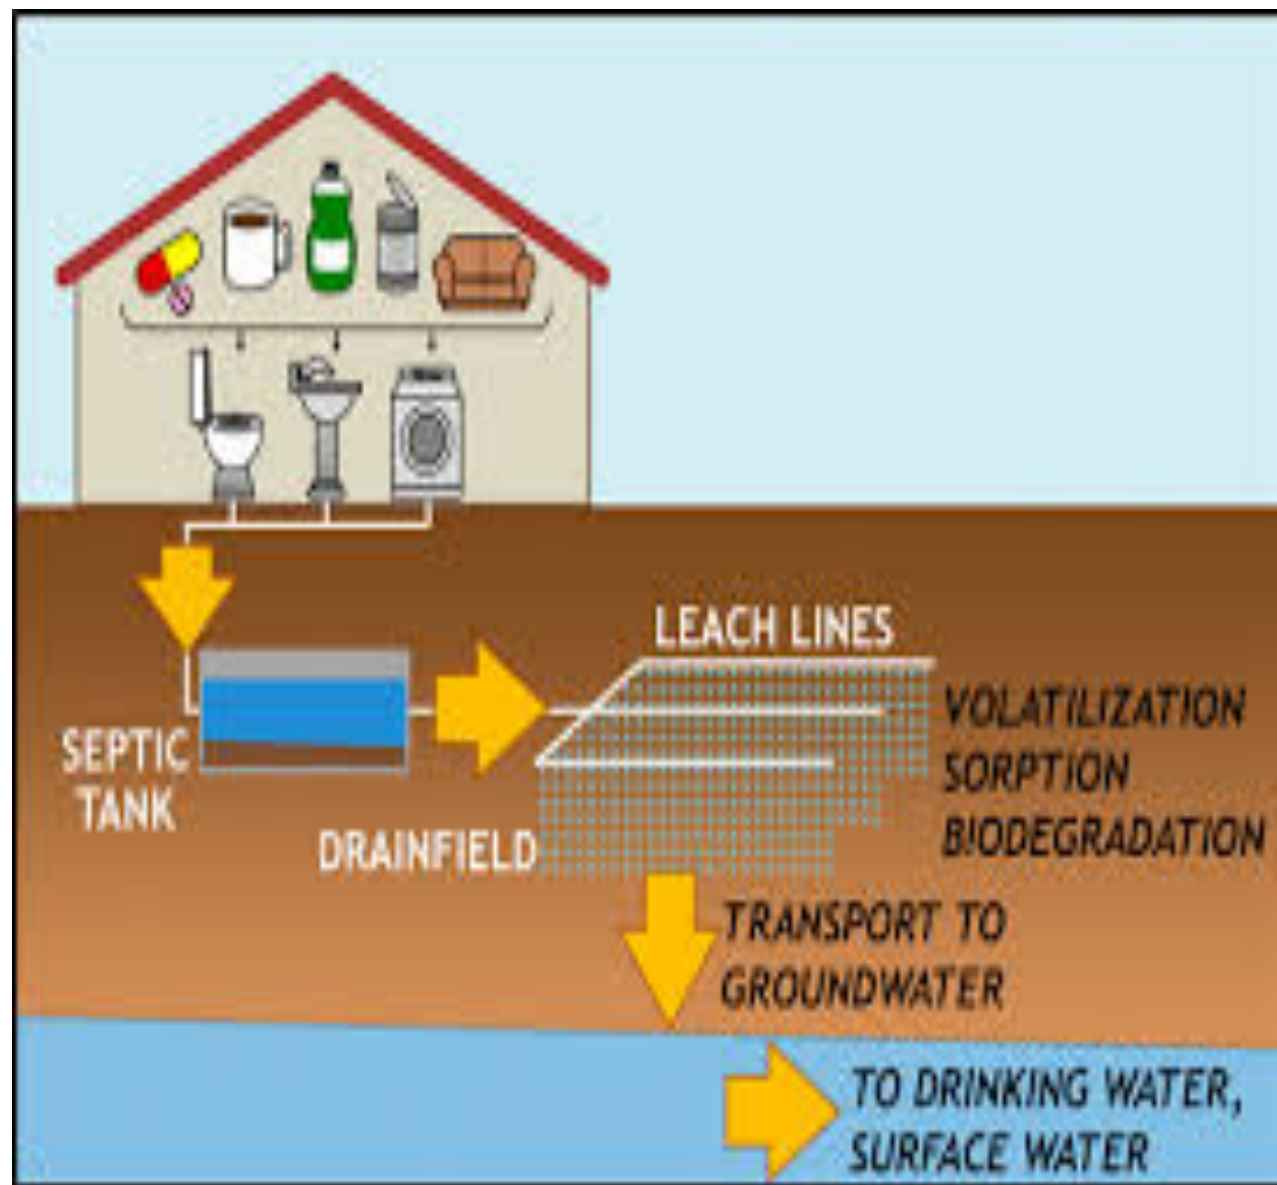 LEACH LINES
VOLATILIZATION
SORPTION
BIODEGRADATION
SEPTIC
TANK
DRAINFIELD
TRANSPORT TO
GROUNDWATER
TO DRINKING WATER,
SURFACE WATER